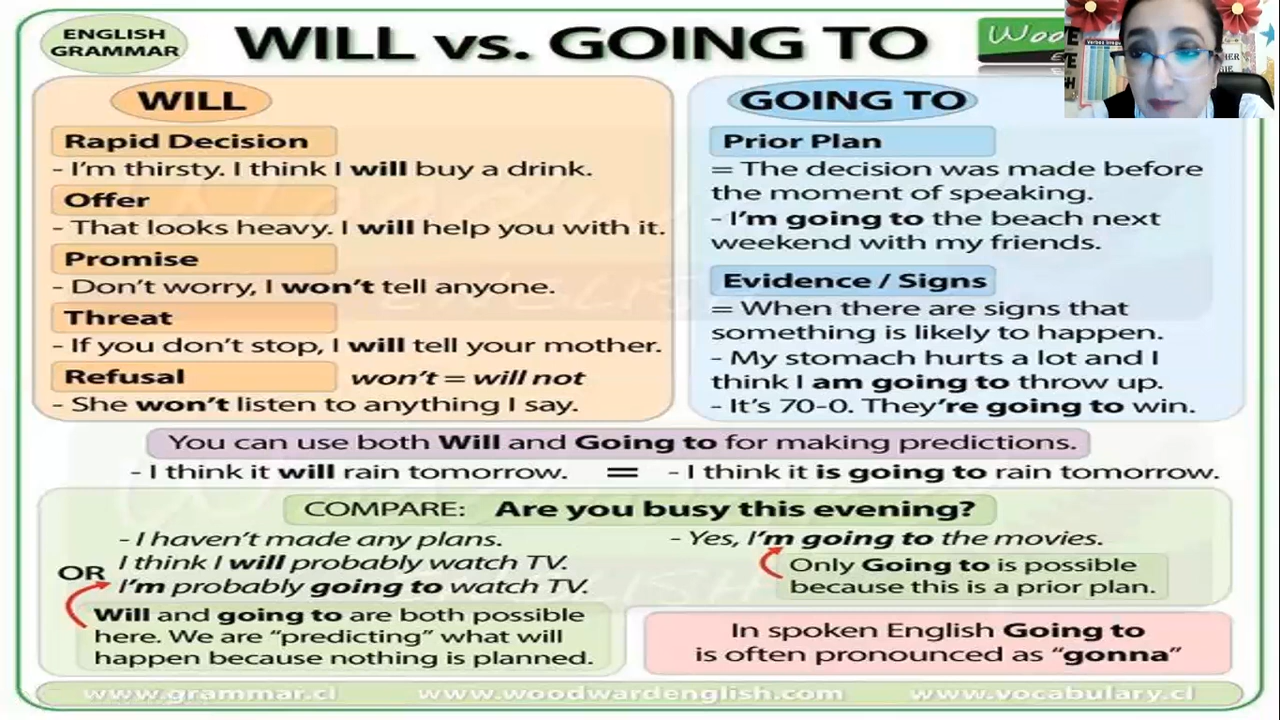 ENGLISH
GRAMMAR
WILL vs. GOING TO
Woo
WILL
Rapid Decision
- I'm thirsty. I think I will buy a drink.
Offer
- That looks heavy. I will help you with it.
Promise
- Don't worry, I won't tell anyone.
Threat
- If you don't stop, I will tell your mother.
Refusal won't = will not
- She won't listen to anything I say.
GOING TO
Prior Plan
= The decision was made before
the moment of speaking.
- I'm going to the beach next
weekend with my friends.
Evidence / Signs
= When there are signs that
something is likely to happen.
- My stomach hurts a lot and I
think I am going to throw up.
- It's 70-0. They're going to win.
You can use both Will and Going to for making predictions.
- I think it will rain tomorrow. = - I think it is going to rain tomorrow.
COMPARE: Are you busy this evening?
- I haven't made any plans.
I think I will probably watch TV.
OR I'm probably going to watch TV.
Will and going to are both possible
here. We are "predicting" what will
happen because nothing is planned.
- Yes, I'm going to the movies.
Only Going to is possible
because this is a prior plan.
In spoken English Going to
is often pronounced as "gonna"
www.grammar.cl www.woodwardenglish.com www.vocabulary.cl